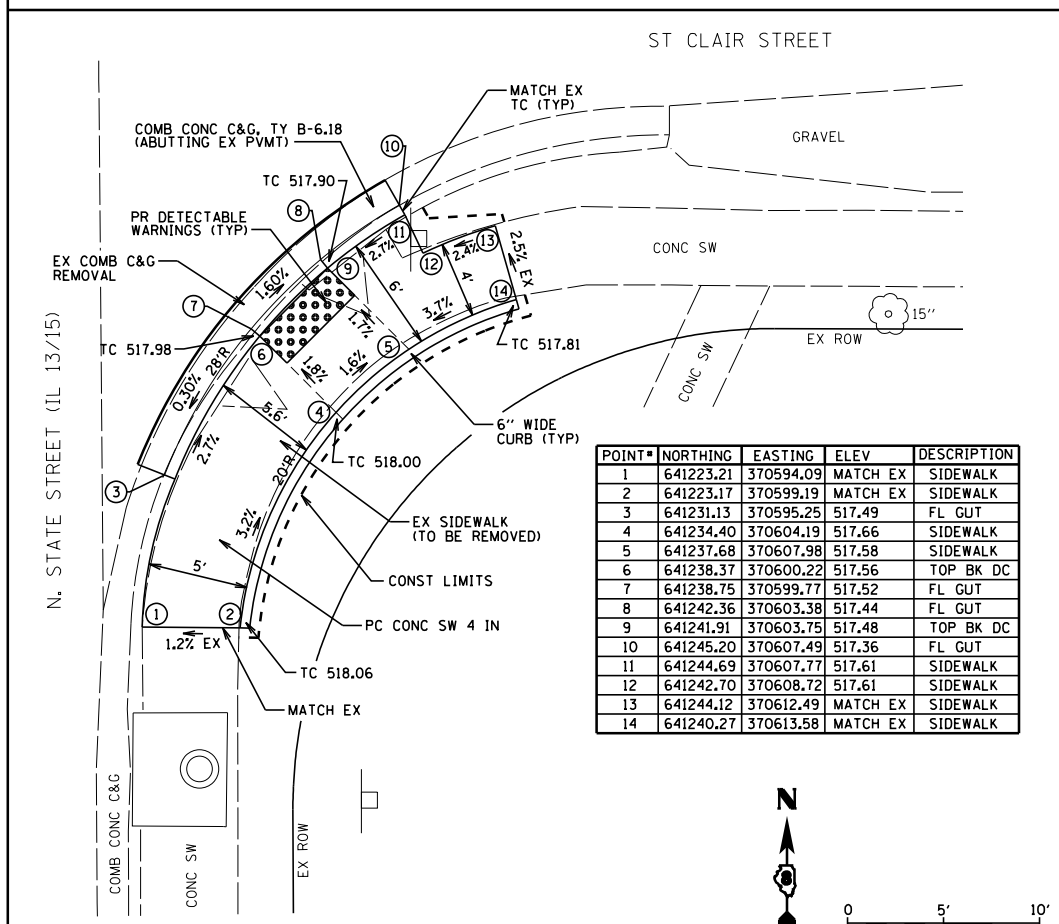 ST CLAIR STREET
MATCH EX
TC (TYP)
COMB CONC C&G, TY B-6.18
(ABUTTING EX PVMT)
10
GRAVEL
TC 517.90
8
PR DETECTABLE
WARNINGS (TYP)
11
9
2.7%
12
2.4%
13
2.5% EX
CONC SW
EX COMB C&G
REMOVAL
1.60%
6'
4'
14
7
3.7%
TC 517.98
6
1.7%
5
TC 517.81
15"
EX ROW
N. STATE STREET (IL 13/15)
0.30%
28'R
1.8%
1.6%
CONC SW
5.6'
4
6" WIDE
CURB (TYP)
2.7%
TC 518.00
3
20'R
EX SIDEWALK
(TO BE REMOVED)
3.2%
CONST LIMITS
5'
1
2
PC CONC SW 4 IN
1.2% EX
TC 518.06
MATCH EX
POINT# NORTHING EASTING ELEV DESCRIPTION
1 641223.21 370594.09 MATCH EX SIDEWALK
2 641223.17 370599.19 MATCH EX SIDEWALK
3 641231.13 370595.25 517.49 FL GUT
4 641234.40 370604.19 517.66 SIDEWALK
5 641237.68 370607.98 517.58 SIDEWALK
6 641238.37 370600.22 517.56 TOP BK DC
7 641238.75 370599.77 517.52 FL GUT
8 641242.36 370603.38 517.44 FL GUT
9 641241.91 370603.75 517.48 TOP BK DC
10 641245.20 370607.49 517.36 FL GUT
11 641244.69 370607.77 517.61 SIDEWALK
12 641242.70 370608.72 517.61 SIDEWALK
13 641244.12 370612.49 MATCH EX SIDEWALK
14 641240.27 370613.58 MATCH EX SIDEWALK
COMB CONC C&G
CONC SW
EX ROW
N
8
0 5' 10'